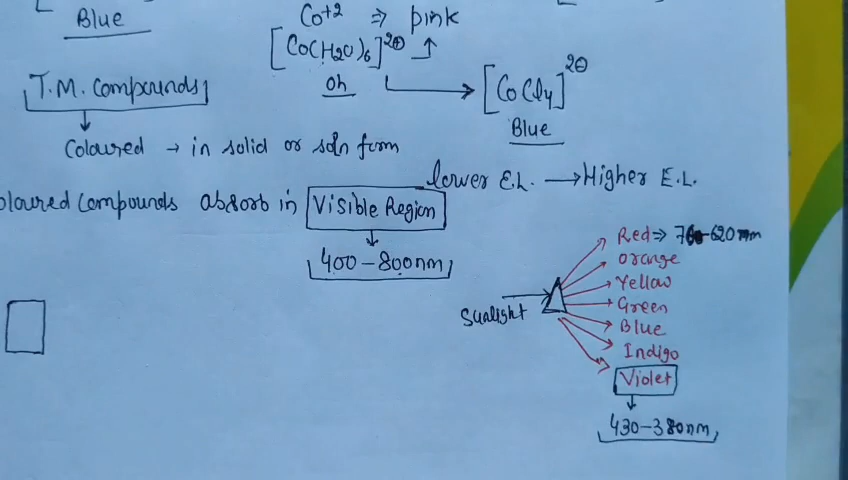 Blue
Co+2 ⇒ pink
[Co(H2O)6]2⊕
Oh
[CoCl4]2⊖
Blue
T.M. Compounds
Coloured → in solid or soln form
lower E.L. → Higher E.L.
oloured Compounds absorb in Visible Region
400-800nm
Sunlight
Red ⇒ 760-620nm
Orange
Yellow
Green
Blue
Indigo
Violet
430-380nm